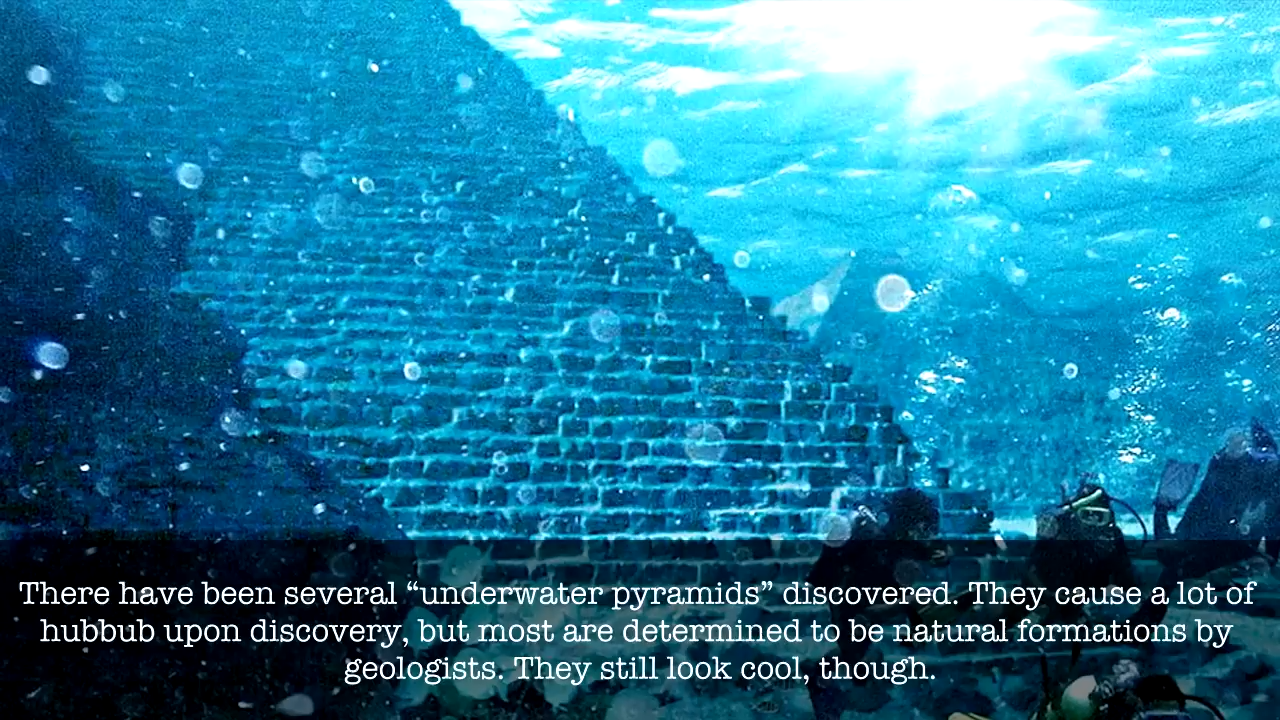 There have been several “underwater pyramids” discovered. They cause a lot of
hubbub upon discovery, but most are determined to be natural formations by
geologists. They still look cool, though.